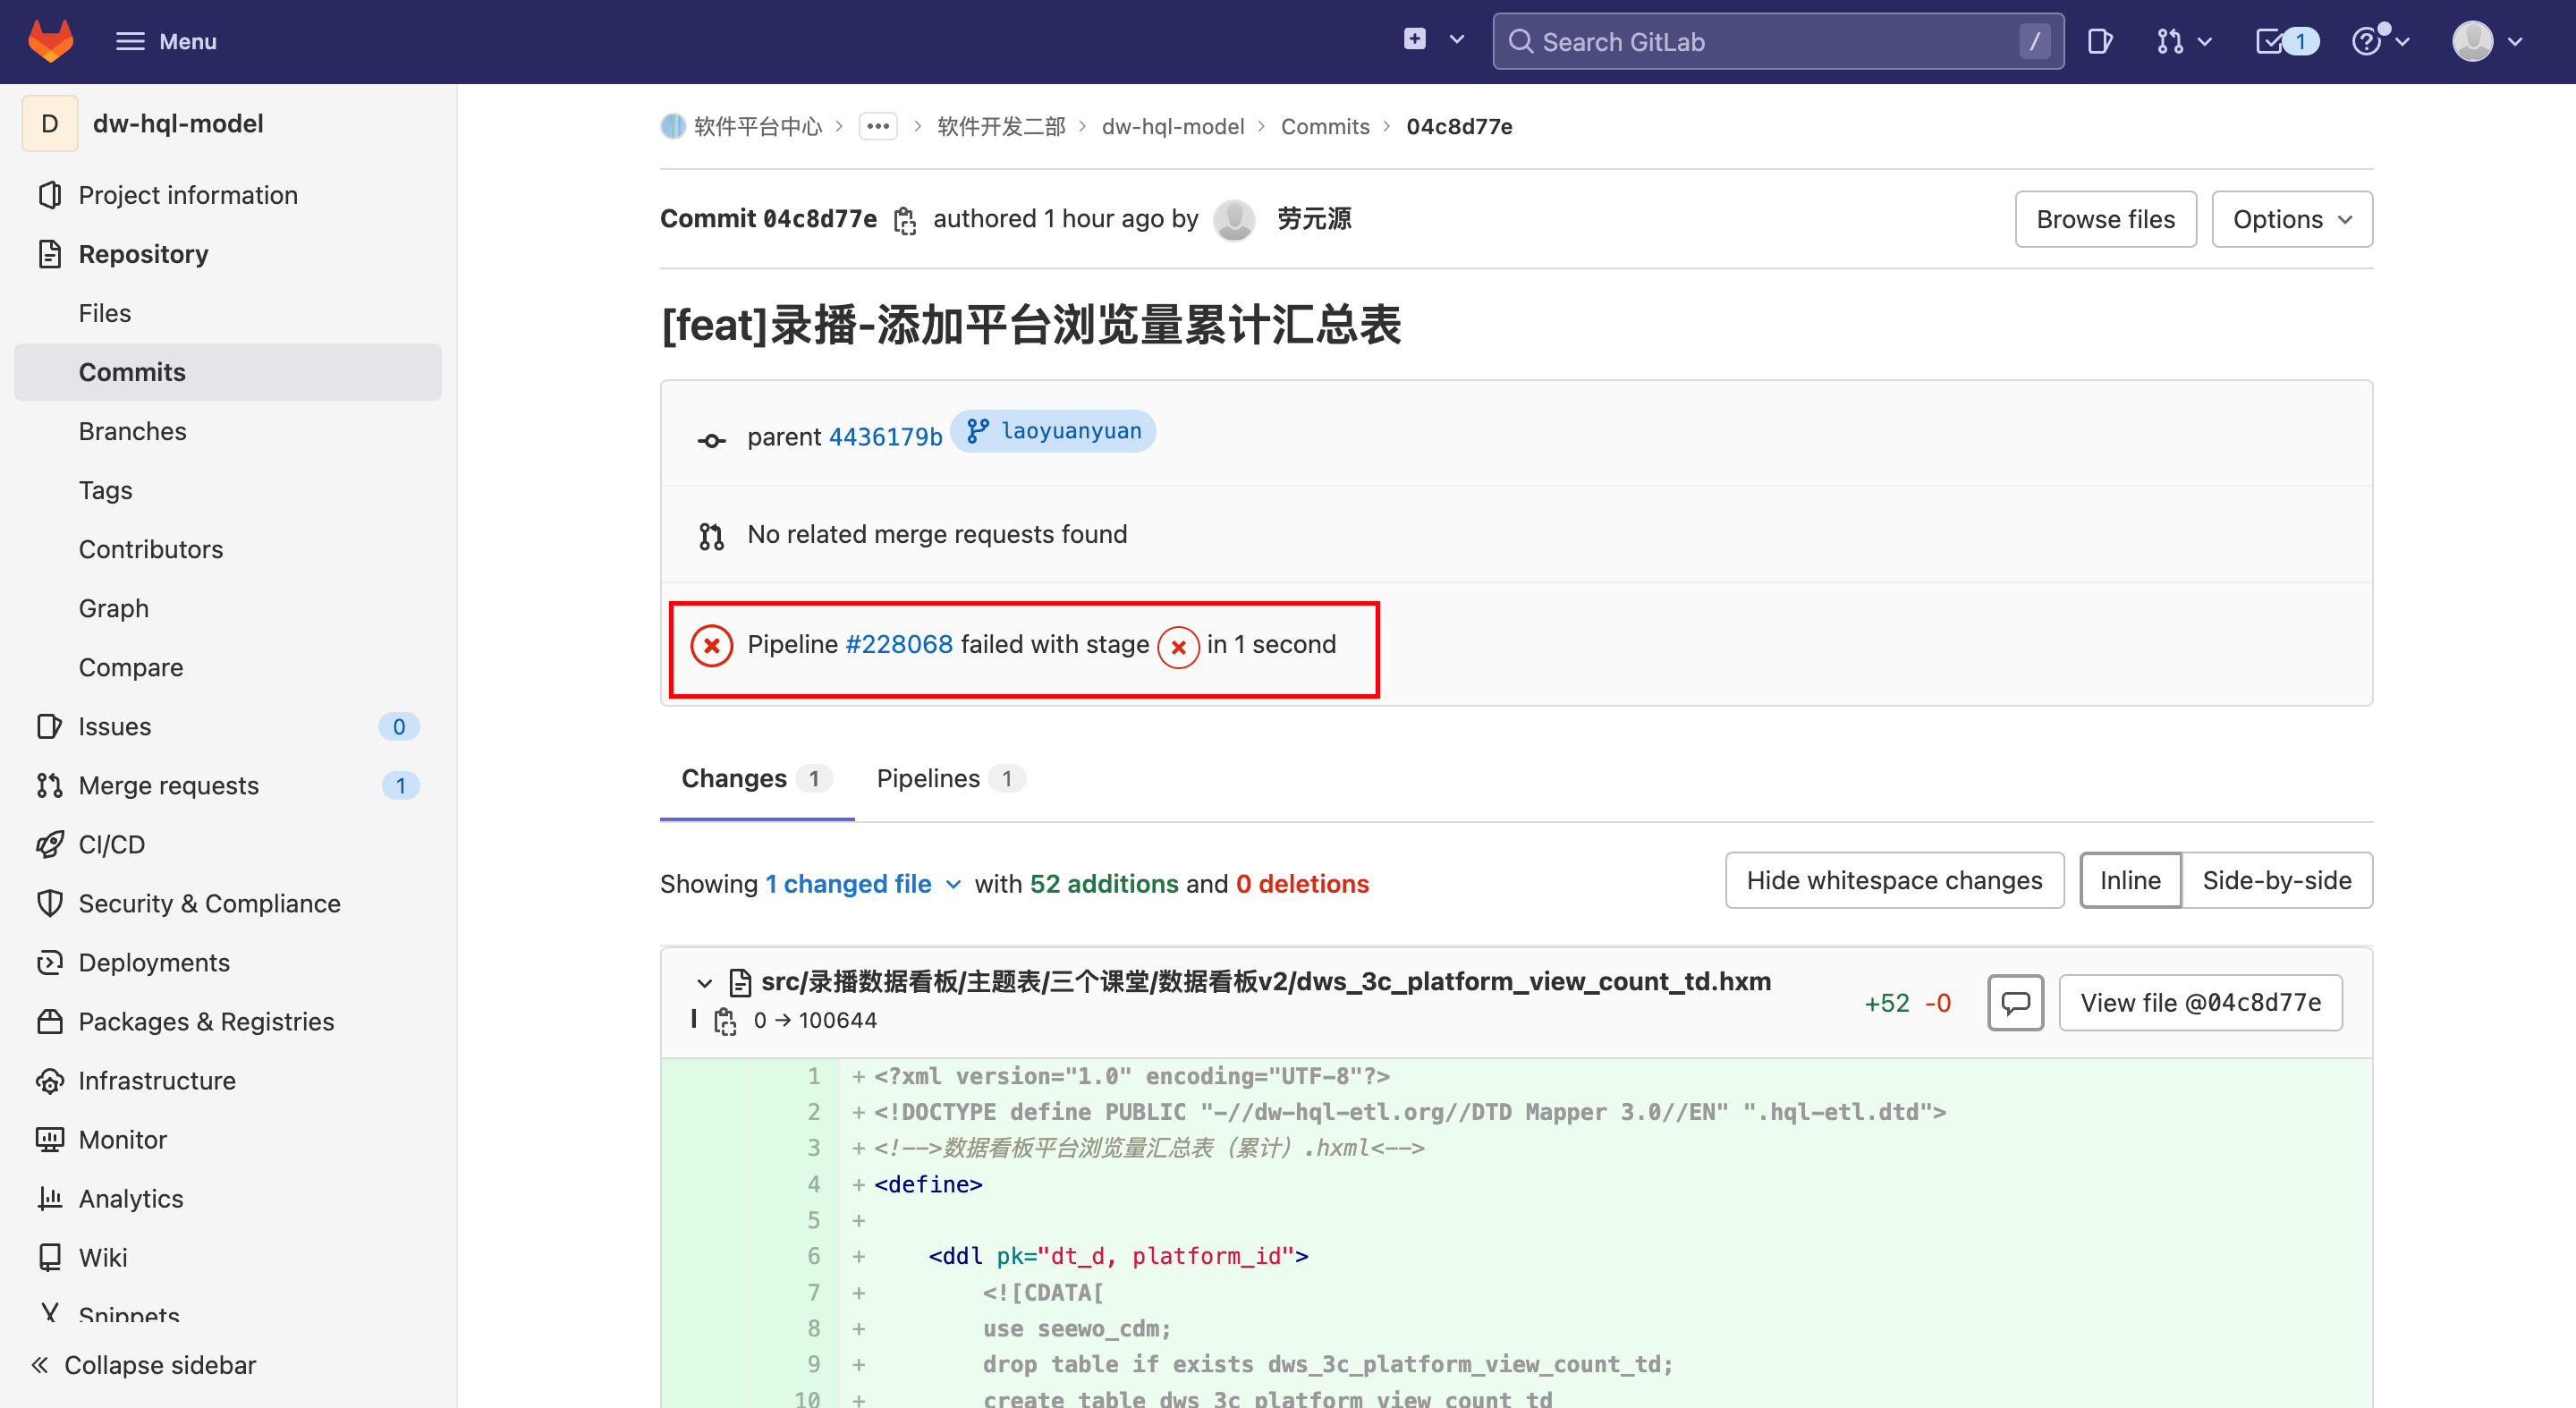 Menu
Search GitLab
/
1
D
dw-hql-model
Project information
Repository
Files
Commits
Branches
Tags
Contributors
Graph
Compare
Issues 0
Merge requests 1
CI/CD
Security & Compliance
Deployments
Packages & Registries
Infrastructure
Monitor
Analytics
Wiki
Snippets
Collapse sidebar
软件平台中心 > ••• > 软件开发二部 > dw-hql-model > Commits > 04c8d77e
Commit 04c8d77e authored 1 hour ago by 劳元源
Browse files
Options
[feat]录播-添加平台浏览量累计汇总表
parent 4436179b laoyuanyuan
No related merge requests found
Pipeline #228068 failed with stage in 1 second
Changes 1
Pipelines 1
Showing 1 changed file with 52 additions and 0 deletions
Hide whitespace changes
Inline
Side-by-side
src/录播数据看板/主题表/三个课堂/数据看板v2/dws_3c_platform_view_count_td.hxm
l 0 → 100644
+52 -0
View file @04c8d77e
1 + <?xml version="1.0" encoding="UTF-8"?>
2 + <!DOCTYPE define PUBLIC "-//dw-hql-etl.org//DTD Mapper 3.0//EN" ".hql-etl.dtd">
3 + <!-->数据看板平台浏览量汇总表（累计）.hxml<-->
4 + <define>
5 +
6 + <ddl pk="dt_d, platform_id">
7 + <![CDATA[
8 + use seewo_cdm;
9 + drop table if exists dws_3c_platform_view_count_td;
10 + create table dws_3c_platform_view_count_td